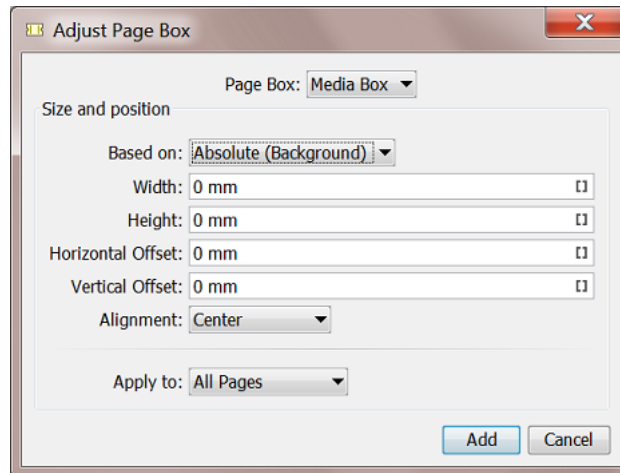 Adjust Page Box
Page Box: Media Box
Size and position
Based on: Absolute (Background)
Width: 0 mm
Height: 0 mm
Horizontal Offset: 0 mm
Vertical Offset: 0 mm
Alignment: Center
Apply to: All Pages
Add Cancel